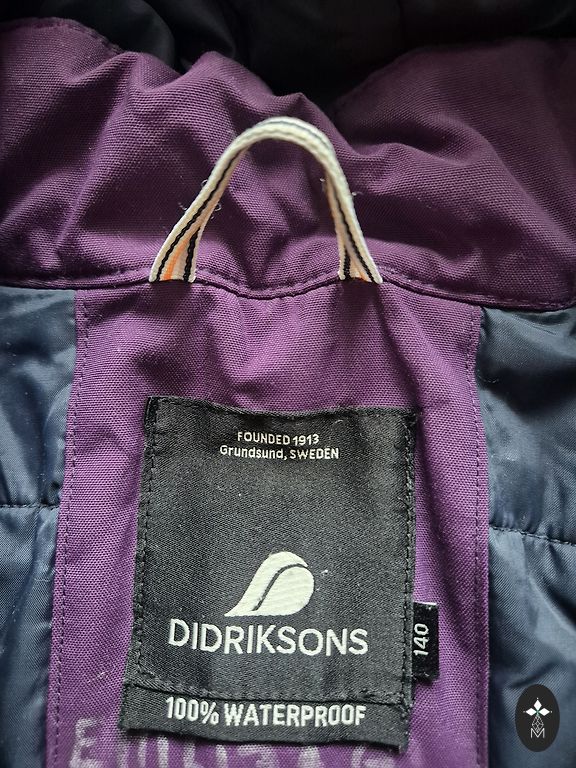 FOUNDED 1913
Grundsund, SWEDEN
DIDRIKSONS
140
100% WATERPROOF